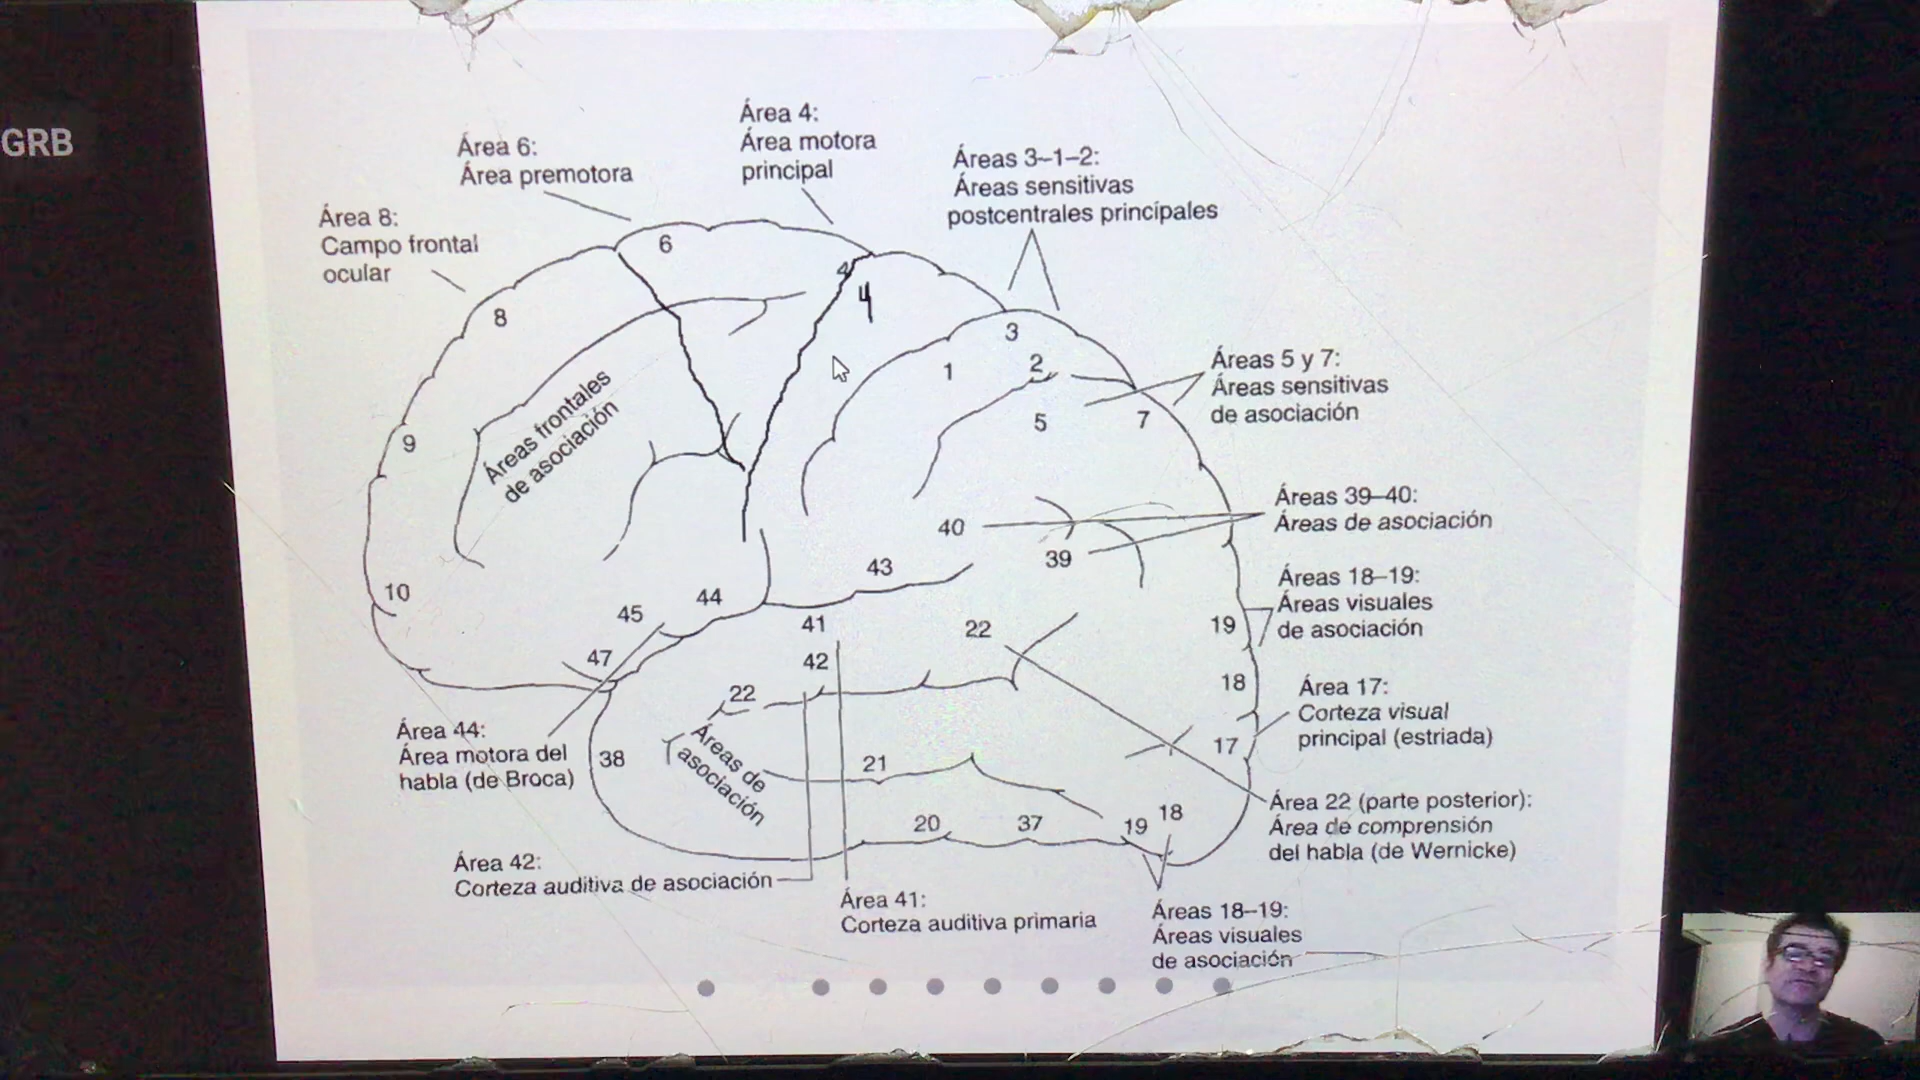 GRB
Área 4:
Área motora
principal
Área 6:
Área premotora
Áreas 3–1–2:
Áreas sensitivas
postcentrales principales
Área 8:
Campo frontal
ocular
6
4
4
8
3
1
2
Áreas 5 y 7:
Áreas sensitivas
de asociación
5
7
9
Áreas frontales
de asociación
40
39
Áreas 39–40:
Áreas de asociación
43
10
45
44
Áreas 18–19:
Áreas visuales
de asociación
41
22
19
47
42
18
22
Área 17:
Corteza visual
principal (estriada)
17
Área 44:
Área motora del
habla (de Broca)
38
Áreas de
asociación
21
20
37
19
18
Área 22 (parte posterior):
Área de comprensión
del habla (de Wernicke)
Área 42:
Corteza auditiva de asociación
Área 41:
Corteza auditiva primaria
Áreas 18–19:
Áreas visuales
de asociación